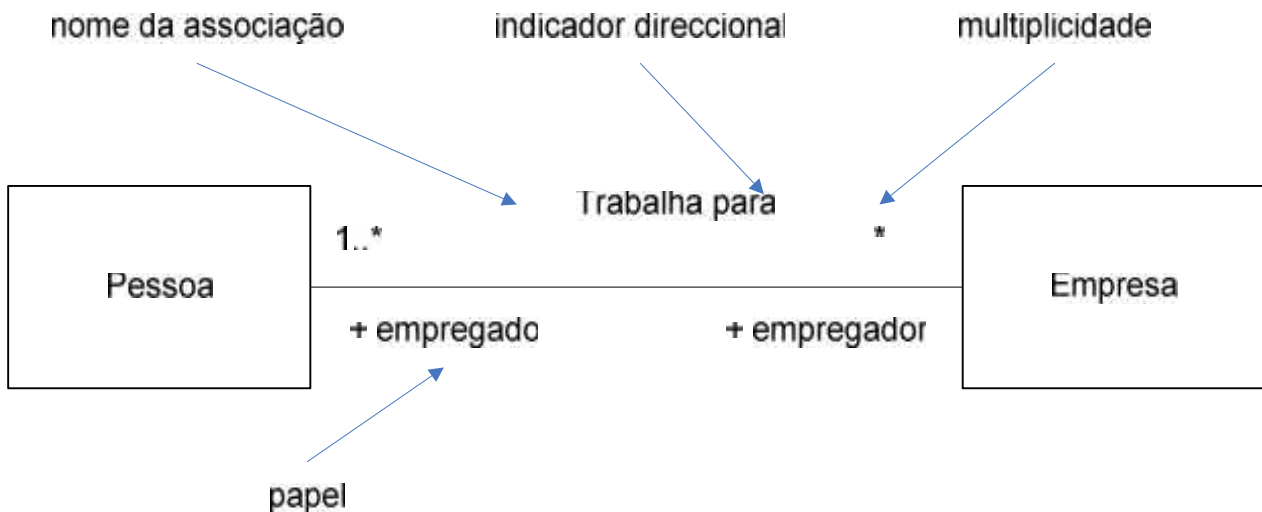 nome da associação
indicador direccional
multiplicidade
Trabalha para
1..*
*
Pessoa
Empresa
+ empregado
+ empregador
papel